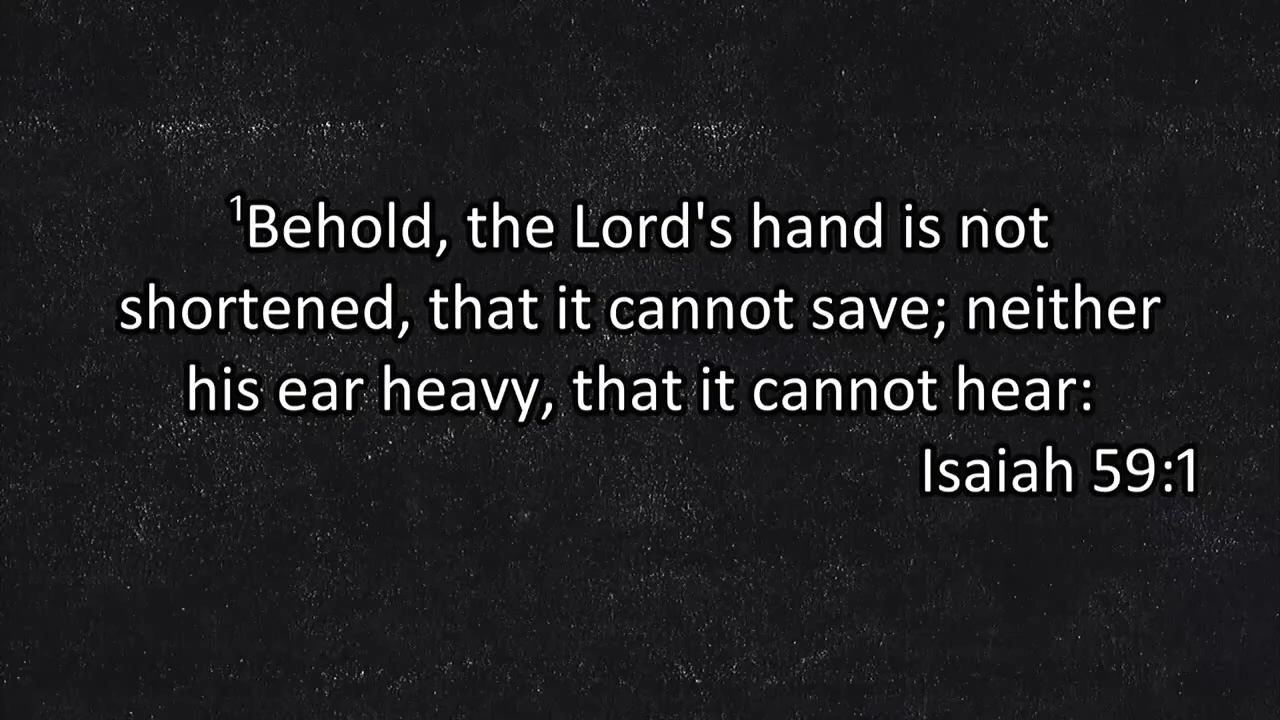 ¹Behold, the Lord's hand is not
shortened, that it cannot save; neither
his ear heavy, that it cannot hear:
Isaiah 59:1